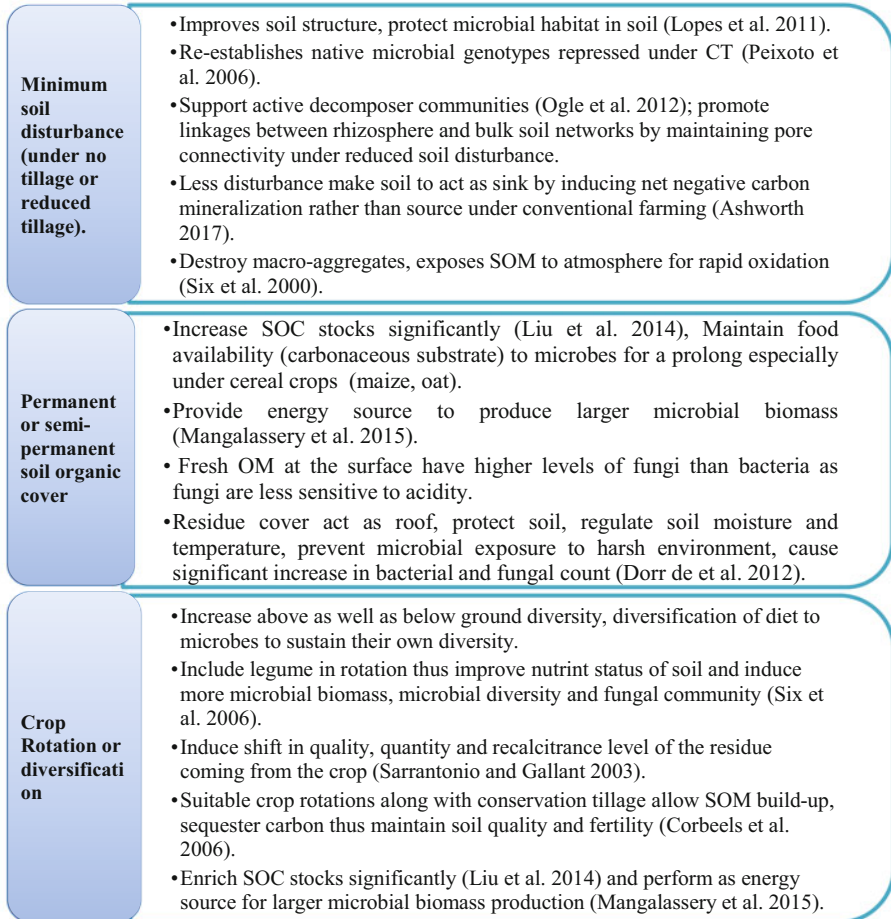 Minimum
soil
disturbance
(under no
tillage or
reduced
tillage).
•Improves soil structure, protect microbial habitat in soil (Lopes et al. 2011).
•Re-establishes native microbial genotypes repressed under CT (Peixoto et
al. 2006).
•Support active decomposer communities (Ogle et al. 2012); promote
linkages between rhizosphere and bulk soil networks by maintaining pore
connectivity under reduced soil disturbance.
•Less disturbance make soil to act as sink by inducing net negative carbon
mineralization rather than source under conventional farming (Ashworth
2017).
•Destroy macro-aggregates, exposes SOM to atmosphere for rapid oxidation
(Six et al. 2000).
Permanent
or semi-
permanent
soil organic
cover
•Increase SOC stocks significantly (Liu et al. 2014), Maintain food
availability (carbonaceous substrate) to microbes for a prolong especially
under cereal crops (maize, oat).
•Provide energy source to produce larger microbial biomass
(Mangalassery et al. 2015).
• Fresh OM at the surface have higher levels of fungi than bacteria as
fungi are less sensitive to acidity.
•Residue cover act as roof, protect soil, regulate soil moisture and
temperature, prevent microbial exposure to harsh environment, cause
significant increase in bacterial and fungal count (Dorr de et al. 2012).
Crop
Rotation or
diversificati
on
•Increase above as well as below ground diversity, diversification of diet to
microbes to sustain their own diversity.
•Include legume in rotation thus improve nutrint status of soil and induce
more microbial biomass, microbial diversity and fungal community (Six et
al. 2006).
•Induce shift in quality, quantity and recalcitrance level of the residue
coming from the crop (Sarrantonio and Gallant 2003).
•Suitable crop rotations along with conservation tillage allow SOM build-up,
sequester carbon thus maintain soil quality and fertility (Corbeels et al.
2006).
•Enrich SOC stocks significantly (Liu et al. 2014) and perform as energy
source for larger microbial biomass production (Mangalassery et al. 2015).